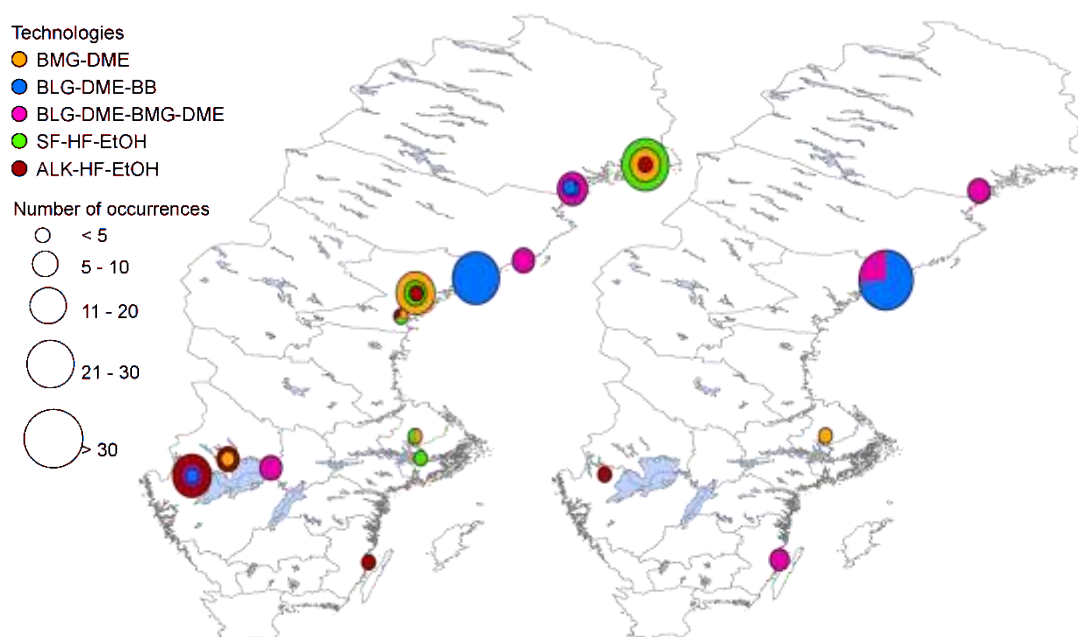 Technologies
BMG-DME
BLG-DME-BB
BLG-DME-BMG-DME
SF-HF-EtOH
ALK-HF-EtOH
Number of occurrences
< 5
5 - 10
11 - 20
21 - 30
> 30